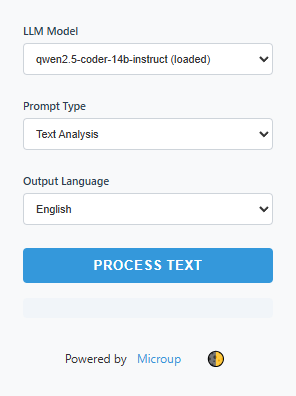 LLM Model
qwen2.5-coder-14b-instruct (loaded)
Prompt Type
Text Analysis
Output Language
English
PROCESS TEXT
Powered by Microup